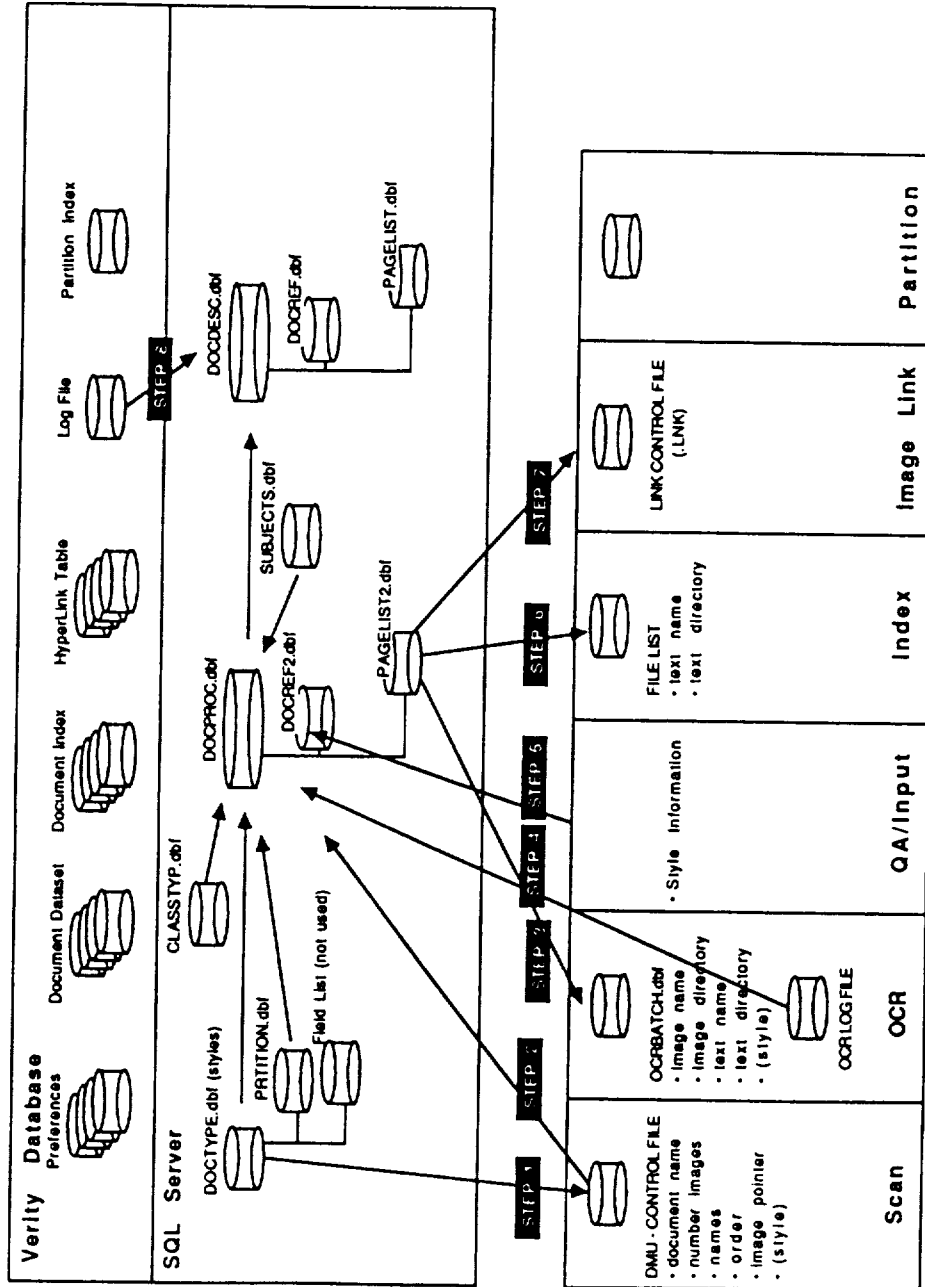 Verity Database
Preferences
Document Dataset
Document Index
HyperLink Table
Log File
Partition Index
STEP 8
SQL Server
DOCTYPE.dbf (styles)
CLASSTYP.dbf
PRTITION.dbf
Field List (not used)
DOCPROC.dbf
DOCREF2.dbf
PAGELIST2.dbf
SUBJECTS.dbf
DOCDESC.dbf
DOCREF.dbf
PAGELIST.dbf
STEP 1
STEP
STEP
STEP 4
STEP 5
STEP 6
STEP 7
DMU - CONTROL FILE
• document name
• number images
• names
• order
• image pointer
• (style)
Scan
OCRBATCH.dbf
• image name
• image directory
• text name
• text directory
• (style)
OCR LOG FILE
OCR
• Style Information
QA/Input
FILE LIST
• text name
• text directory
Index
LINK CONTROL FILE
(.LNK)
Image Link
Partition